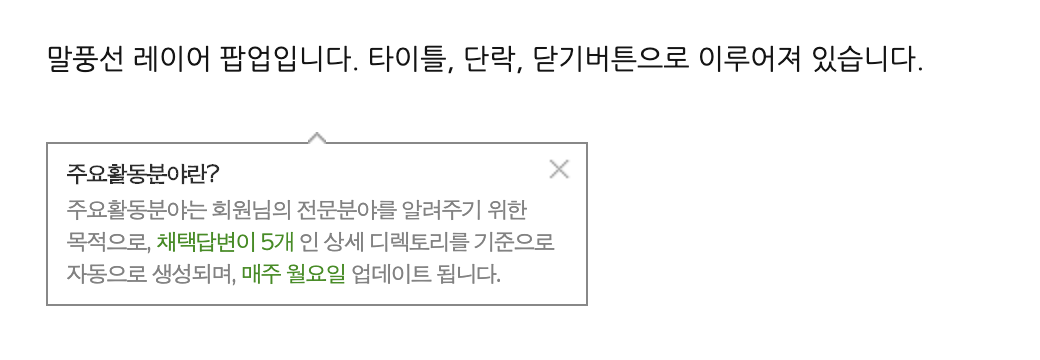 말풍선 레이어 팝업입니다. 타이틀, 단락, 닫기버튼으로 이루어져 있습니다.
주요활동분야란?
주요활동분야는 회원님의 전문분야를 알려주기 위한
목적으로, 채택답변이 5개 인 상세 디렉토리를 기준으로
자동으로 생성되며, 매주 월요일 업데이트 됩니다.